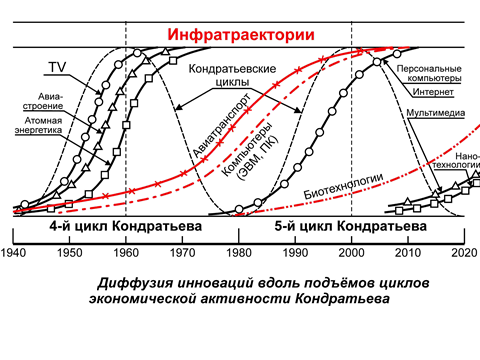 Инфратраектории
TV
Кондратьевские
циклы
Персональные
компьютеры
Интернет
Авиа-
строение
Мультимедиа
Атомная
энергетика
Авиатранспорт
Компьютеры
(ЭВМ, ПК)
Нано-
технологии
Биотехнологии
4-й цикл Кондратьева
5-й цикл Кондратьева
1940 1950 1960 1970 1980 1990 2000 2010 2020
Диффузия инноваций вдоль подъёмов циклов
экономической активности Кондратьева